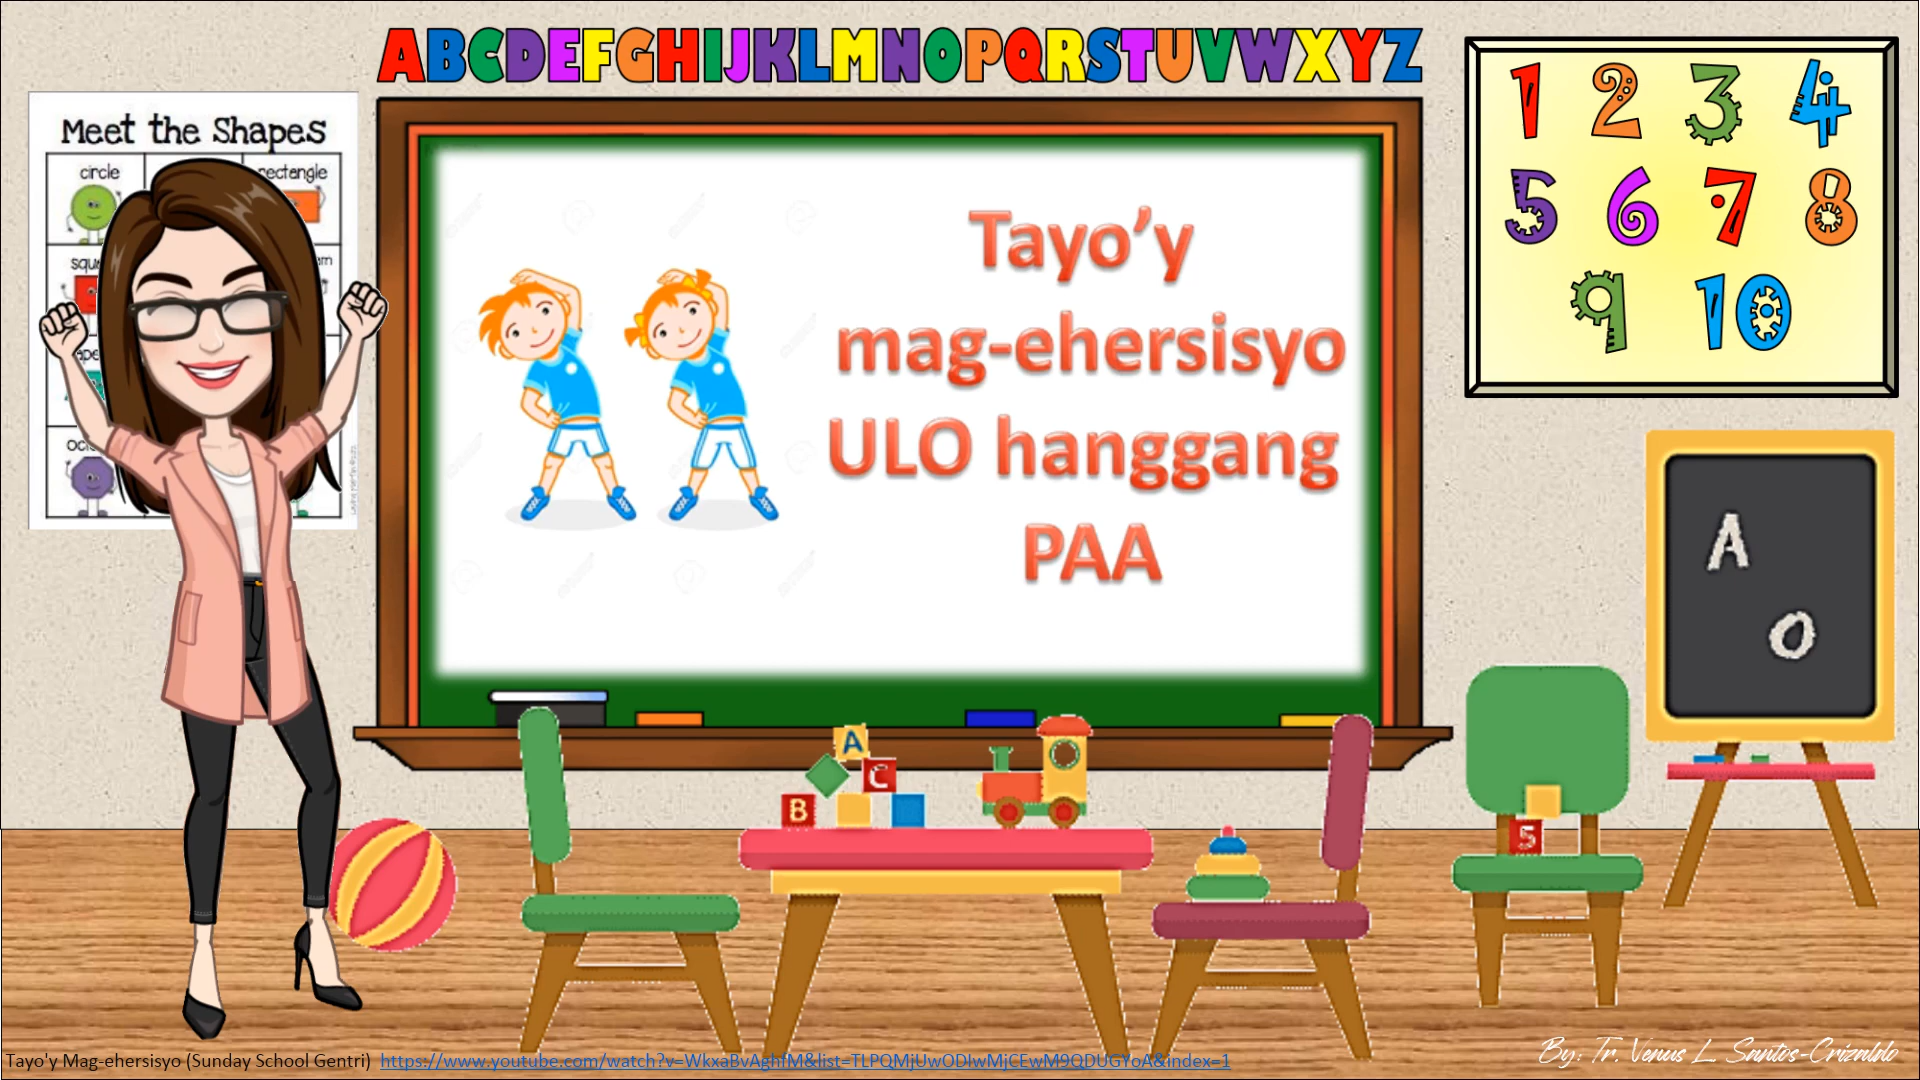 ABCDEFGHIJKLMNOPQRSTUVWXYZ
Meet the Shapes
circle
rectangle
Tayo’y
mag-ehersisyo
ULO hanggang
PAA
1 2 3 4
5 6 7 8
9 10
A
O
A
C
B
5
Tayo'y Mag-ehersisyo (Sunday School Gentri) https://www.youtube.com/watch?v=WkxaBvAghfM&list=TLPQMjUwODIwMjCEwM9QDUGYoA&index=1
By: Tr. Venus L. Santos-Crizaldo